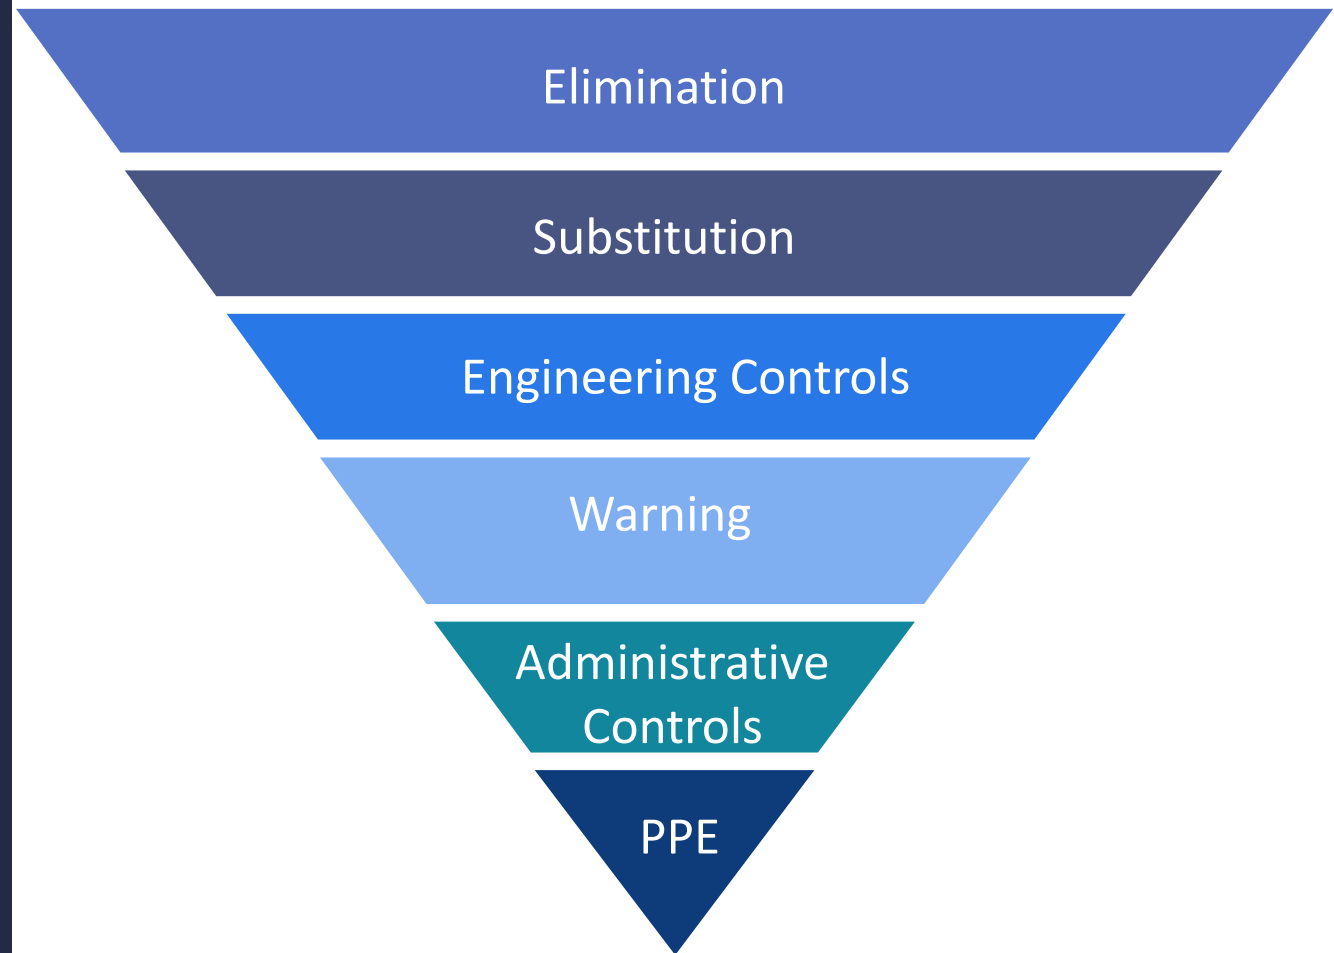 Elimination
Substitution
Engineering Controls
Warning
Administrative
Controls
PPE